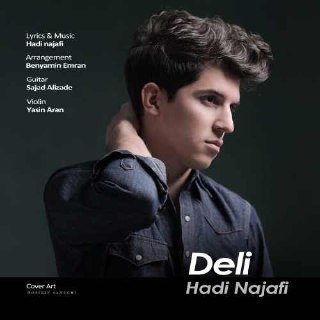 Lyrics & Music
Hadi najafi
Arrangement
Benyamin Emran
Guitar
Sajad Alizade
Violin
Yasin Aran
Deli
Hadi Najafi
Cover Art